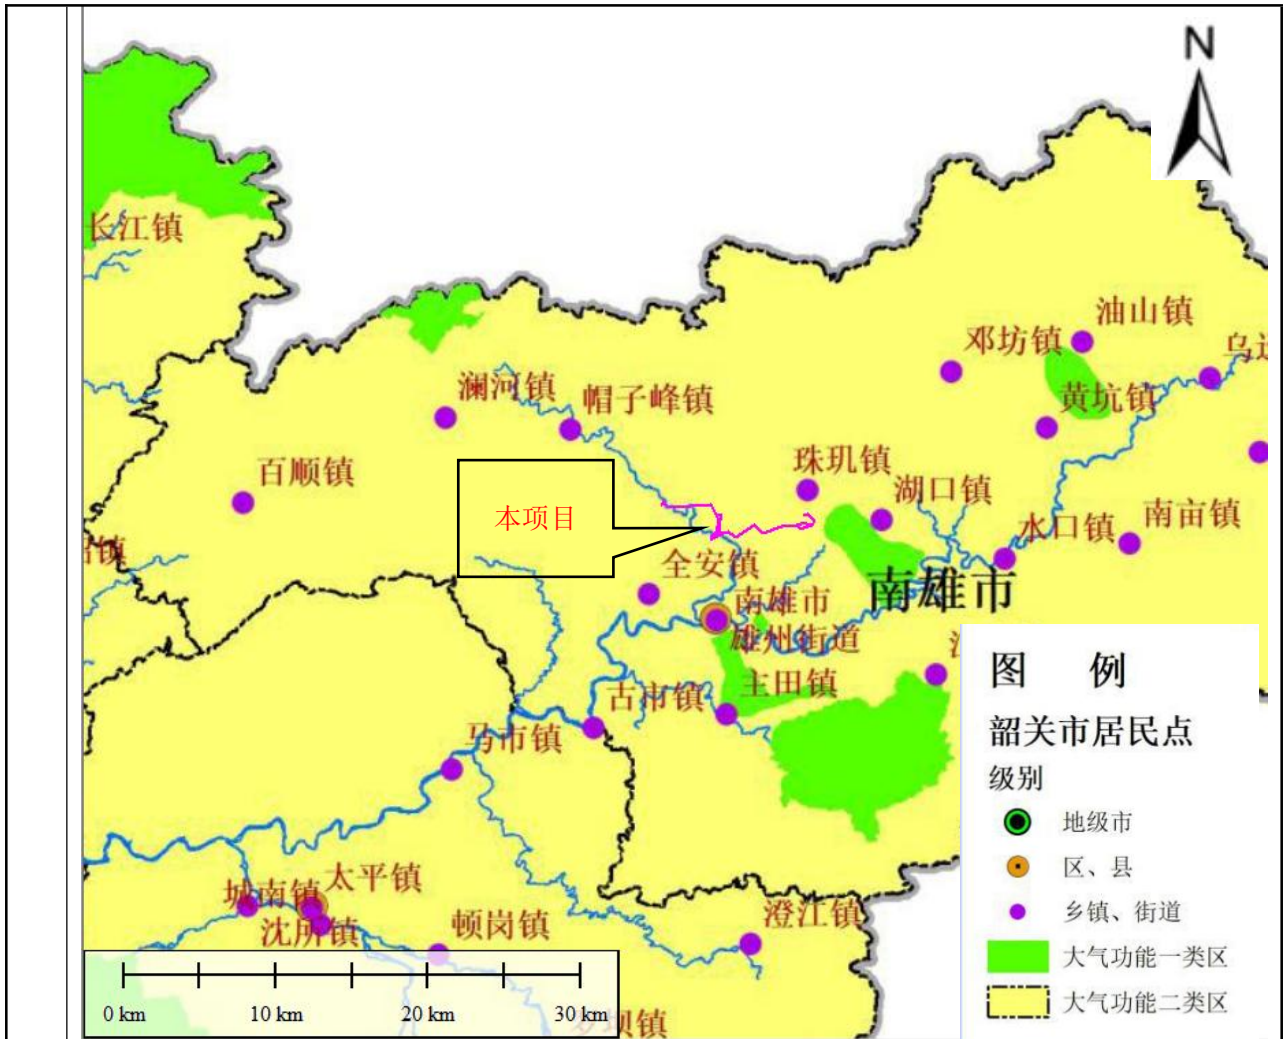 N
长江镇
油山镇
邓坊镇
乌迳
澜河镇
帽子峰镇
黄坑镇
百顺镇
珠玑镇
湖口镇
本项目
南亩镇
水口镇
镇
全安镇
南雄市
南雄市
雄州街道
主田镇
古市镇
马市镇
图 例
韶关市居民点
级别
地级市
区、县
乡镇、街道
大气功能一类区
大气功能二类区
太平镇
城南镇
沈所镇
顿岗镇
澄江镇
坝镇
0 km
10 km
20 km
30 km